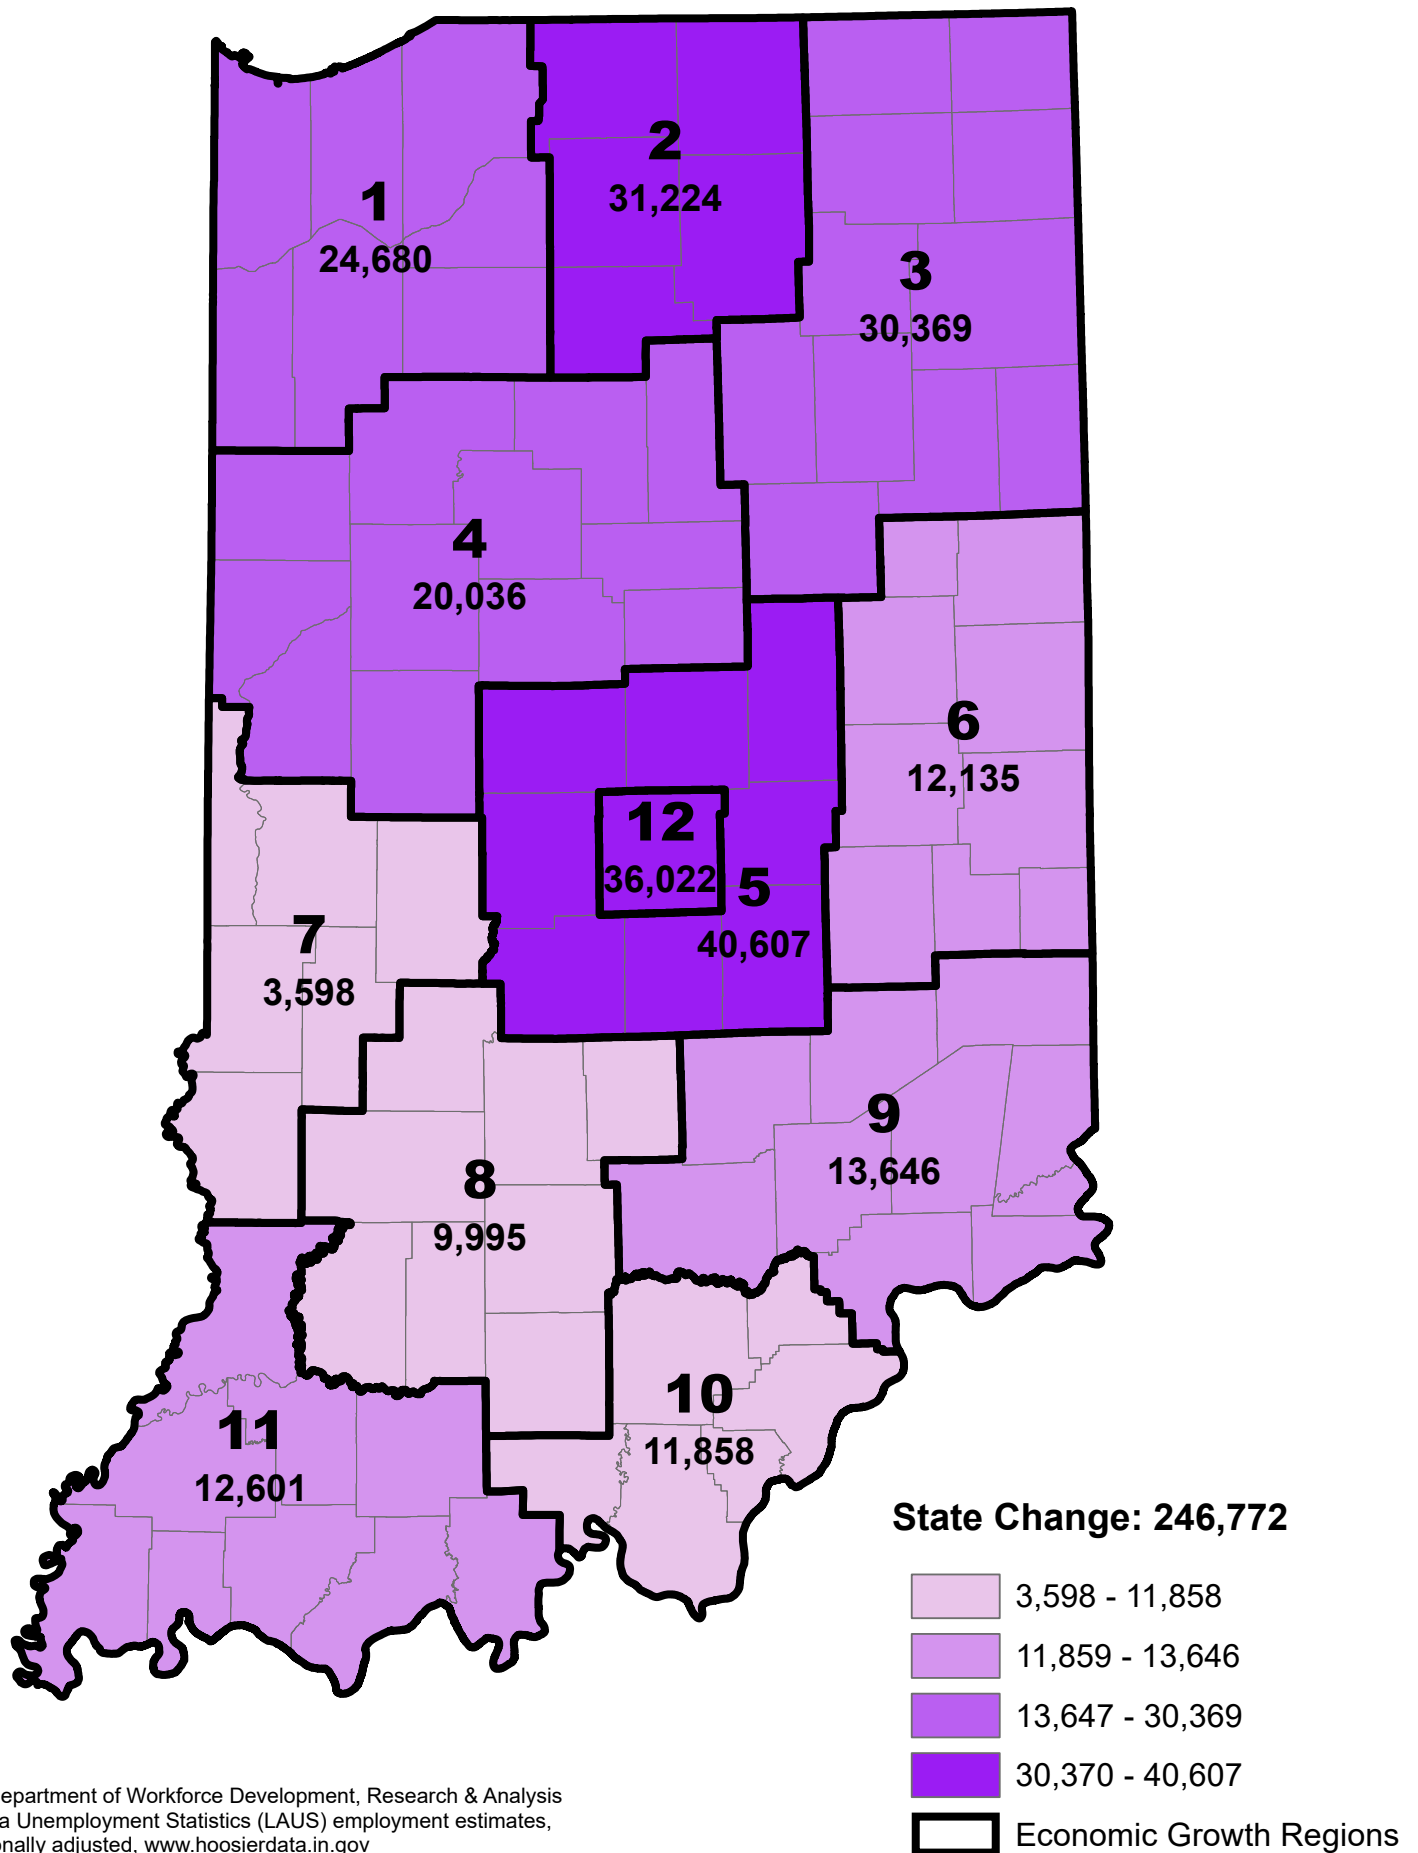 2
31,224
1
24,680
3
30,369
4
20,036
6
12,135
12
36,022
5
40,607
7
3,598
9
13,646
8
9,995
10
11,858
11
12,601
State Change: 246,772
3,598 - 11,858
11,859 - 13,646
13,647 - 30,369
30,370 - 40,607
Economic Growth Regions
epartment of Workforce Development, Research & Analysis
a Unemployment Statistics (LAUS) employment estimates,
onally adjusted, www.hoosierdata.in.gov